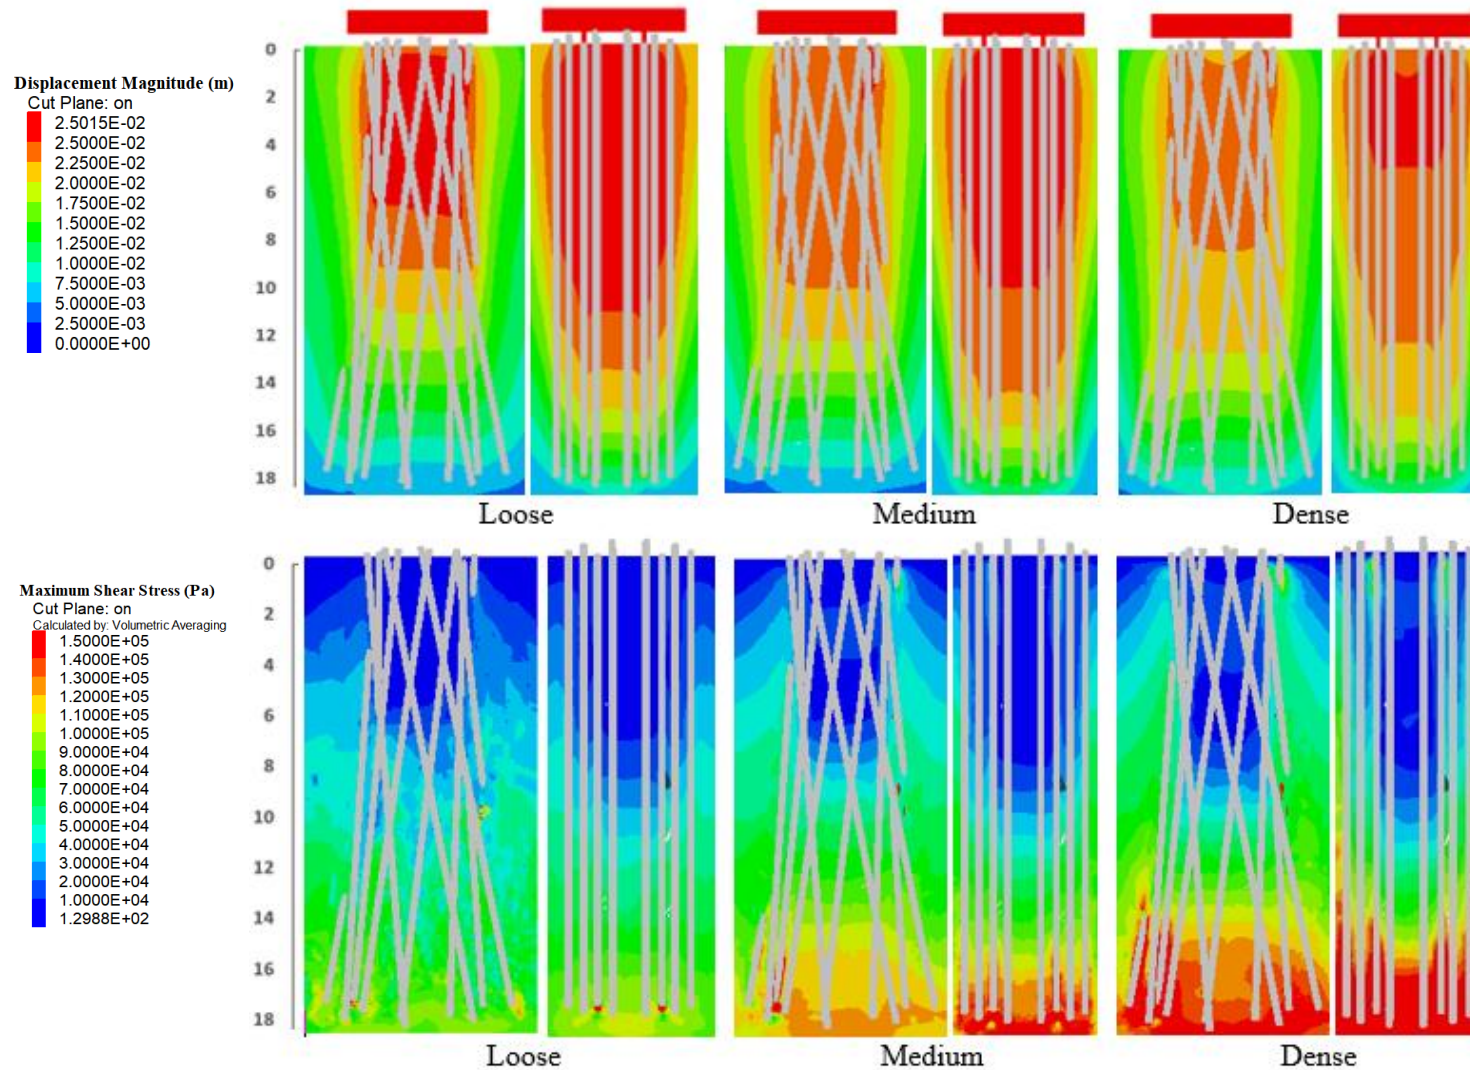 Displacement Magnitude (m)
Cut Plane: on
2.5015E-02
2.5000E-02
2.2500E-02
2.0000E-02
1.7500E-02
1.5000E-02
1.2500E-02
1.0000E-02
7.5000E-03
5.0000E-03
2.5000E-03
0.0000E+00
0
2
4
6
8
10
12
14
16
18
Loose
Medium
Dense
Maximum Shear Stress (Pa)
Cut Plane: on
Calculated by: Volumetric Averaging
1.5000E+05
1.4000E+05
1.3000E+05
1.2000E+05
1.1000E+05
1.0000E+05
9.0000E+04
8.0000E+04
7.0000E+04
6.0000E+04
5.0000E+04
4.0000E+04
3.0000E+04
2.0000E+04
1.0000E+04
1.2988E+02
0
2
4
6
8
10
12
14
16
18
Loose
Medium
Dense